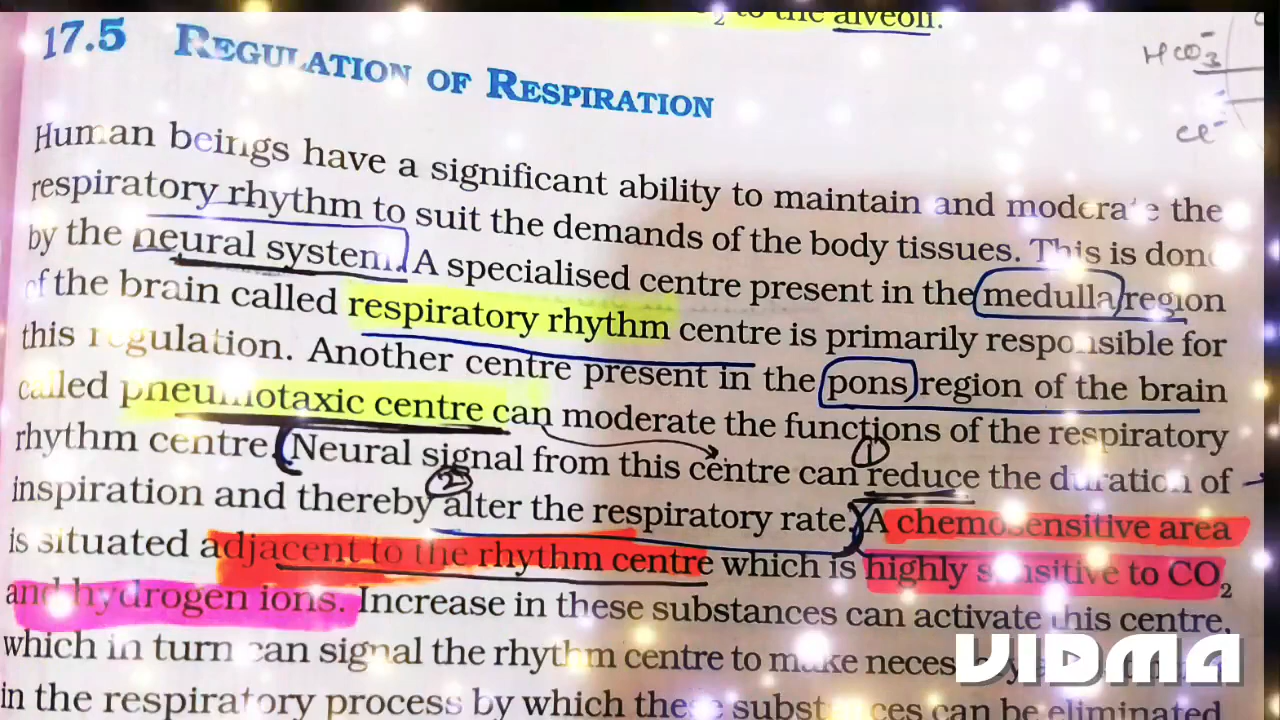 ₂ to the alveoli.
HCO₃⁻
Cl⁻
17.5 REGULATION OF RESPIRATION
Human beings have a significant ability to maintain and moderate the
respiratory rhythm to suit the demands of the body tissues. This is done
by the neural system. A specialised centre present in the medulla region
of the brain called respiratory rhythm centre is primarily responsible for
this regulation. Another centre present in the pons region of the brain
called pneumotaxic centre can moderate the functions of the respiratory
1
rhythm centre. Neural signal from this centre can reduce the duration of
2
inspiration and thereby alter the respiratory rate. A chemosensitive area
is situated adjacent to the rhythm centre which is highly sensitive to CO₂
and hydrogen ions. Increase in these substances can activate this centre,
which in turn can signal the rhythm centre to make
in the respiratory process by which these substances can be eliminated
VIDMA